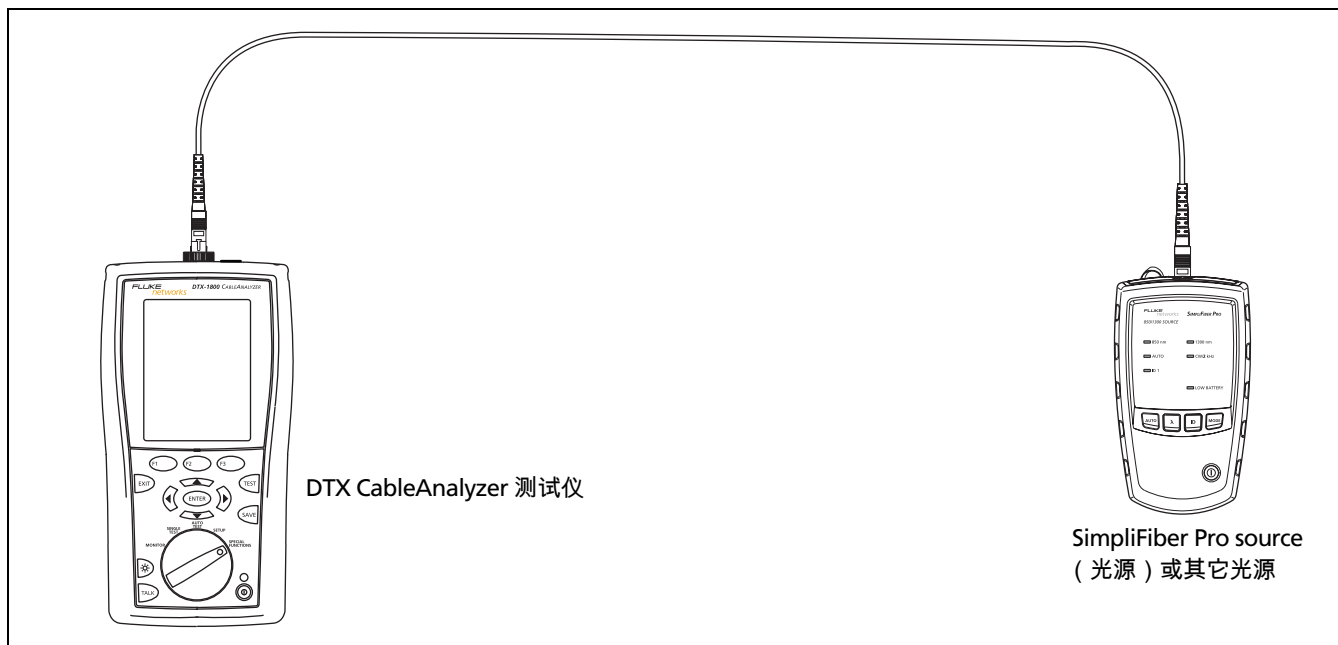 FLUKE
networks
DTX-1800 CABLEANALYZER
F1
F2
F3
EXIT
TEST
ENTER
SAVE
MONITOR
SINGLE
TEST
AUTO
TEST
SETUP
SPECIAL
FUNCTIONS
TALK
DTX CableAnalyzer 测试仪
FLUKE
networks
SIMPLIFIBER PRO
850/1300 SOURCE
850 nm
1300 nm
AUTO
CW/2 kHz
ID 1
LOW BATTERY
AUTO
λ
ID
MODE
SimpliFiber Pro source
（光源）或其它光源